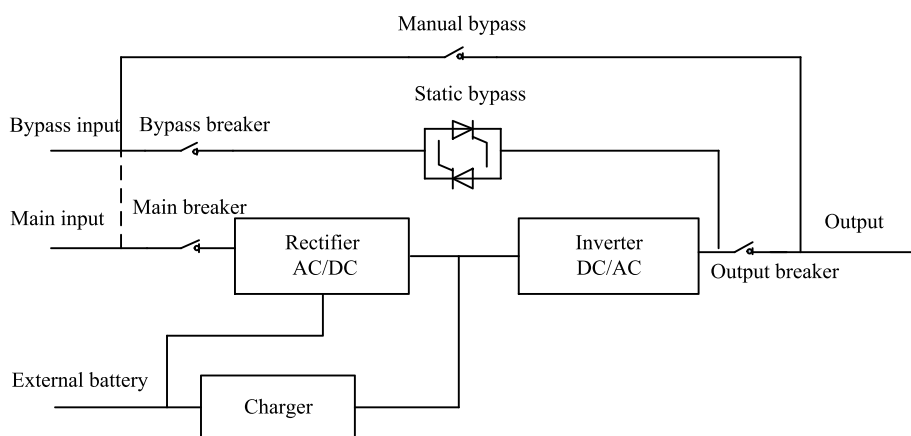 Manual bypass
Static bypass
Bypass input
Bypass breaker
Main input
Main breaker
Rectifier
AC/DC
Inverter
DC/AC
Output
Output breaker
External battery
Charger